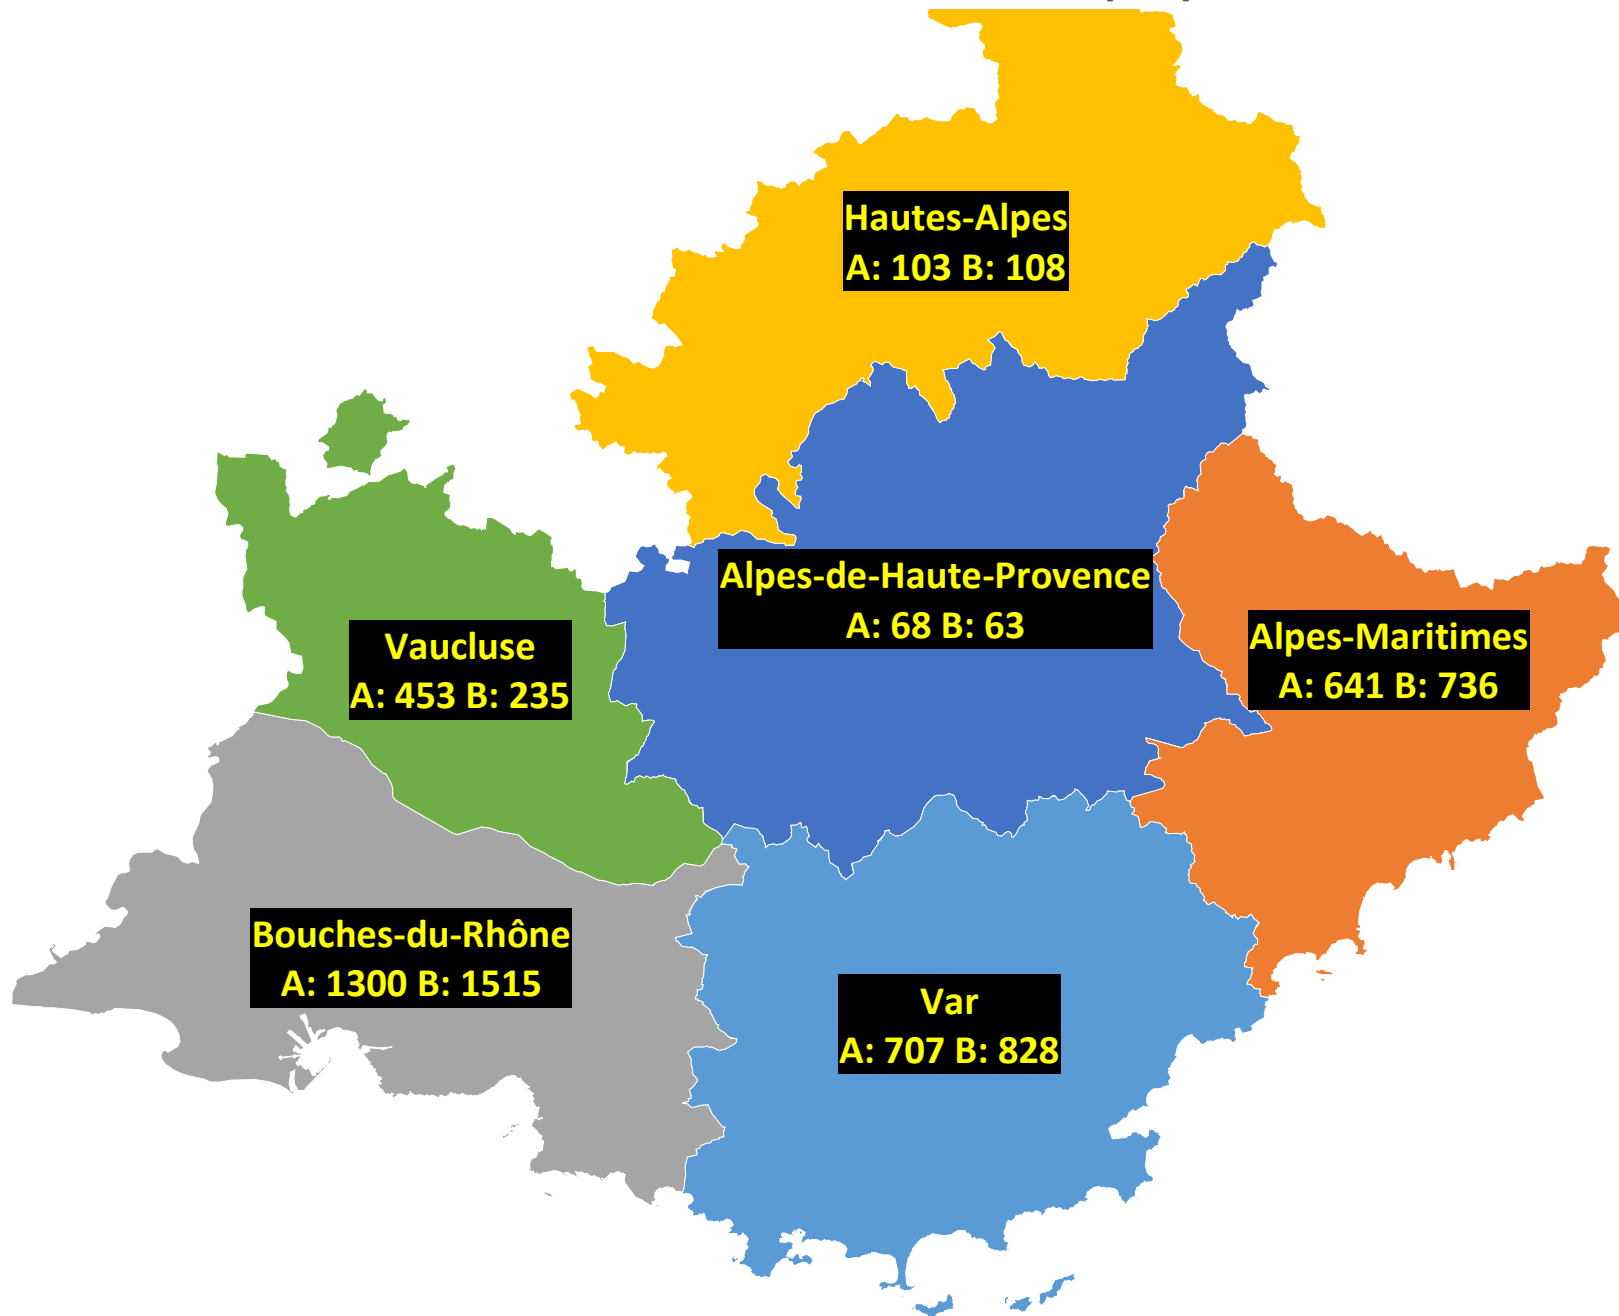 Hautes-Alpes
A: 103 B: 108
Alpes-de-Haute-Provence
A: 68 B: 63
Vaucluse
A: 453 B: 235
Alpes-Maritimes
A: 641 B: 736
Bouches-du-Rhône
A: 1300 B: 1515
Var
A: 707 B: 828